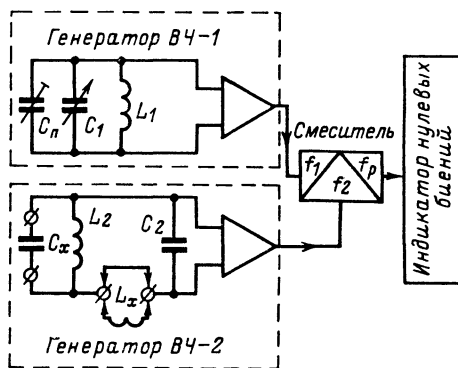 Генератор ВЧ-1
Cп
C1
L1
Смеситель
f1
f2
fр
Индикатор нулевых
биений
Cx
L2
C2
Lx
Генератор ВЧ-2